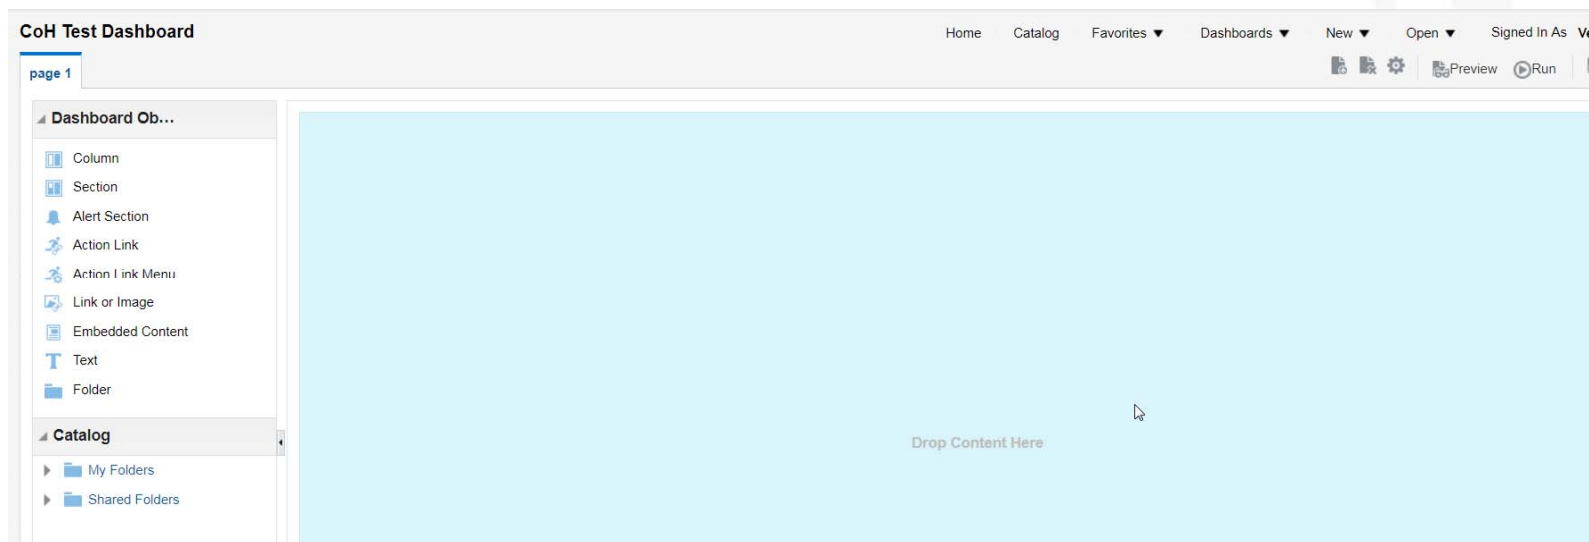 CoH Test Dashboard
Home Catalog Favorites Dashboards New Open Signed In As
page 1
Preview Run
Dashboard Ob...
Column
Section
Alert Section
Action Link
Action Link Menu
Link or Image
Embedded Content
Text
Folder
Catalog
Drop Content Here
My Folders
Shared Folders